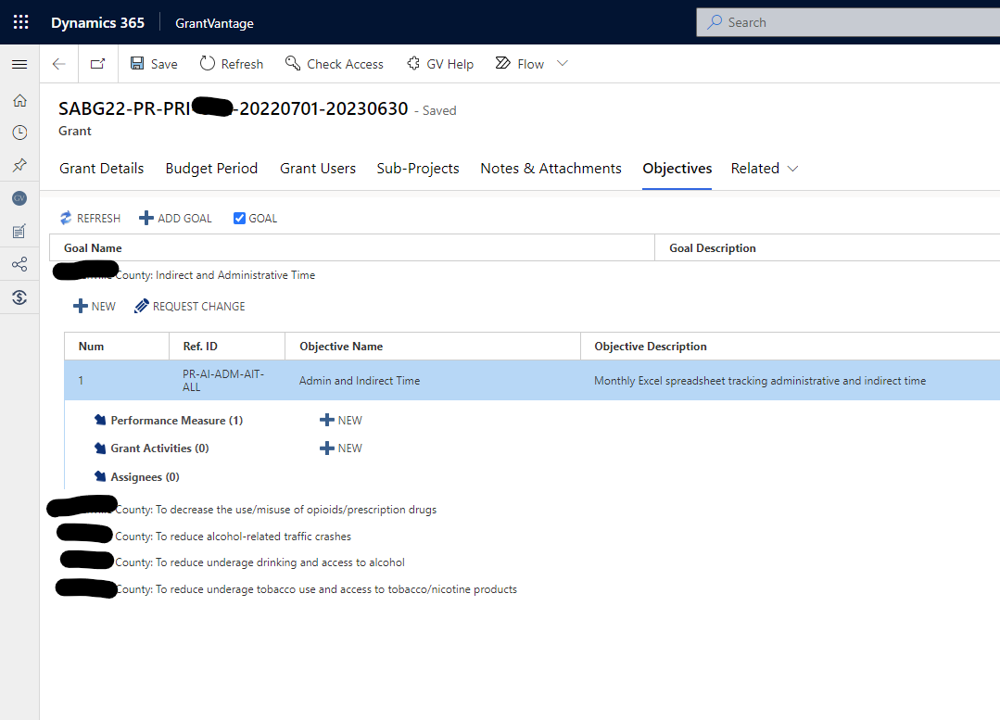 Dynamics 365 GrantVantage Search
Save Refresh Check Access GV Help Flow
SABG22-PR-PRI -20220701-20230630 - Saved
Grant
Grant Details Budget Period Grant Users Sub-Projects Notes & Attachments Objectives Related
GV
REFRESH ADD GOAL GOAL
Goal Name Goal Description
County: Indirect and Administrative Time
NEW REQUEST CHANGE
Num Ref. ID Objective Name Objective Description
1 PR-AI-ADM-AIT- Admin and Indirect Time Monthly Excel spreadsheet tracking administrative and indirect time
ALL
Performance Measure (1) NEW
Grant Activities (0) NEW
Assignees (0)
County: To decrease the use/misuse of opioids/prescription drugs
County: To reduce alcohol-related traffic crashes
County: To reduce underage drinking and access to alcohol
County: To reduce underage tobacco use and access to tobacco/nicotine products